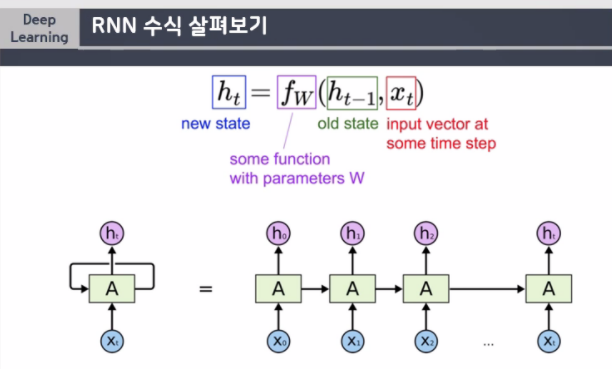 Deep
Learning
RNN 수식 살펴보기
h_t = f_W(h_{t-1}, x_t)
new state
old state
input vector at
some time step
some function
with parameters W
h_t
h_0
h_1
h_2
h_t
A
=
A
A
A
A
x_t
x_0
x_1
x_2
...
x_t